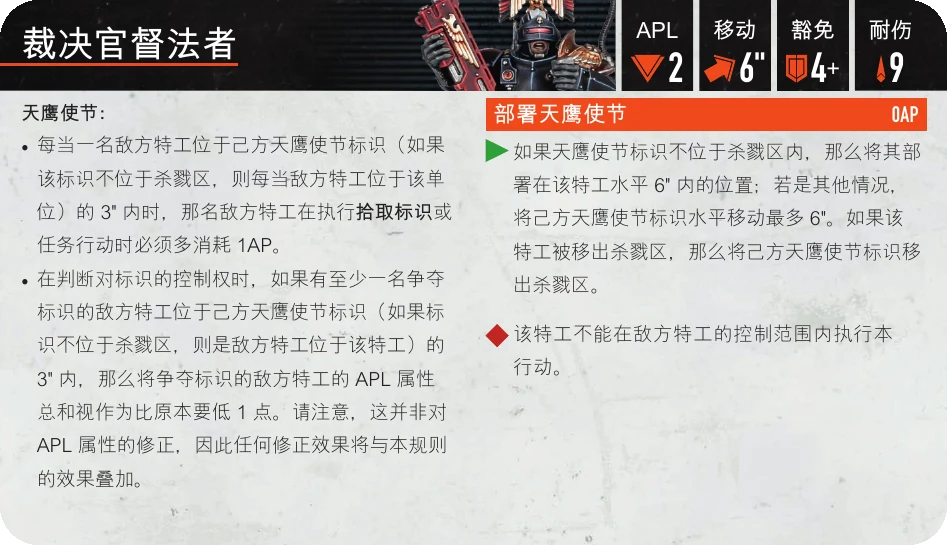 裁决官督法者
APL
2
移动
6"
豁免
4+
耐伤
9
天鹰使节：
• 每当一名敌方特工位于己方天鹰使节标识（如果
该标识不位于杀戮区，则每当敌方特工位于该单
位）的 3" 内时，那名敌方特工在执行拾取标识或
任务行动时必须多消耗 1AP。
• 在判断对标识的控制权时，如果有至少一名争夺
标识的敌方特工位于己方天鹰使节标识（如果标
识不位于杀戮区，则是敌方特工位于该特工）的
3" 内，那么将争夺标识的敌方特工的 APL 属性
总和视作为比原本要低 1 点。请注意，这并非对
APL 属性的修正，因此任何修正效果将与本规则
的效果叠加。
部署天鹰使节 0AP
如果天鹰使节标识不位于杀戮区内，那么将其部
署在该特工水平 6" 内的位置；若是其他情况，
将己方天鹰使节标识水平移动最多 6"。如果该
特工被移出杀戮区，那么将己方天鹰使节标识移
出杀戮区。
该特工不能在敌方特工的控制范围内执行本
行动。